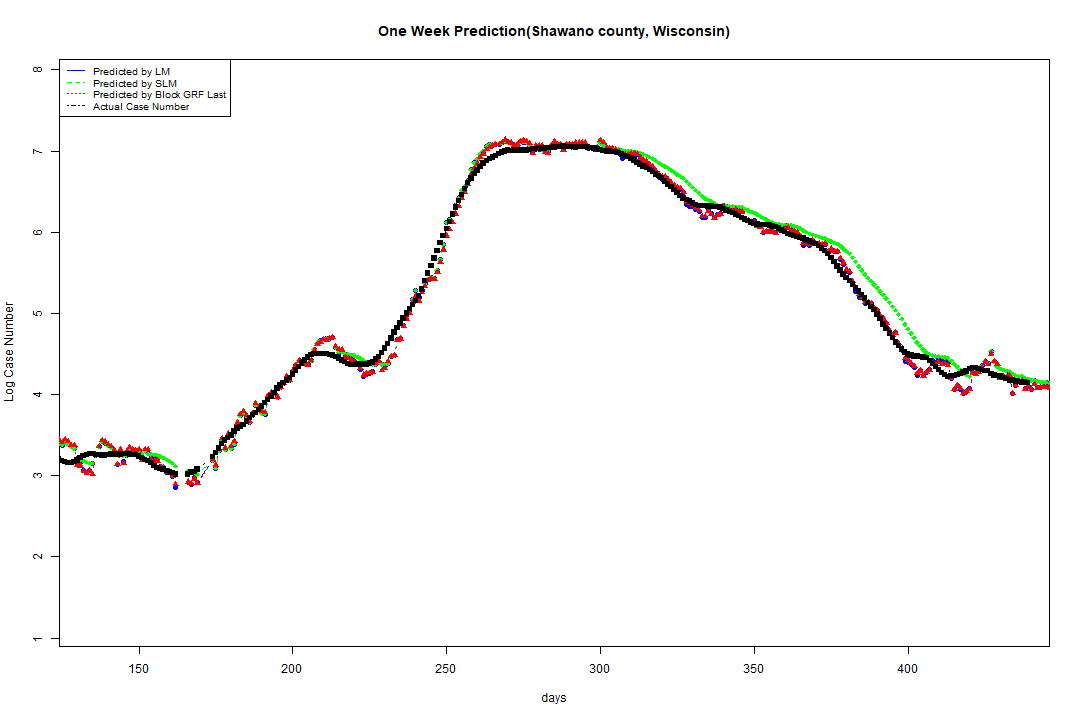 One Week Prediction(Shawano county, Wisconsin)
Predicted by LM
Predicted by SLM
Predicted by Block GRF Last
Actual Case Number
8
7
6
5
4
3
2
1
Log Case Number
150 200 250 300 350 400
days